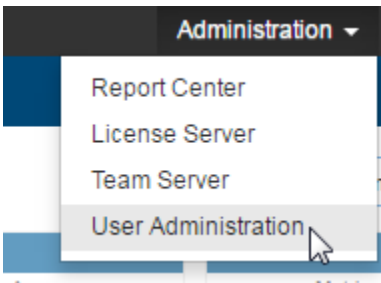 Administration
Report Center
License Server
Team Server
User Administration